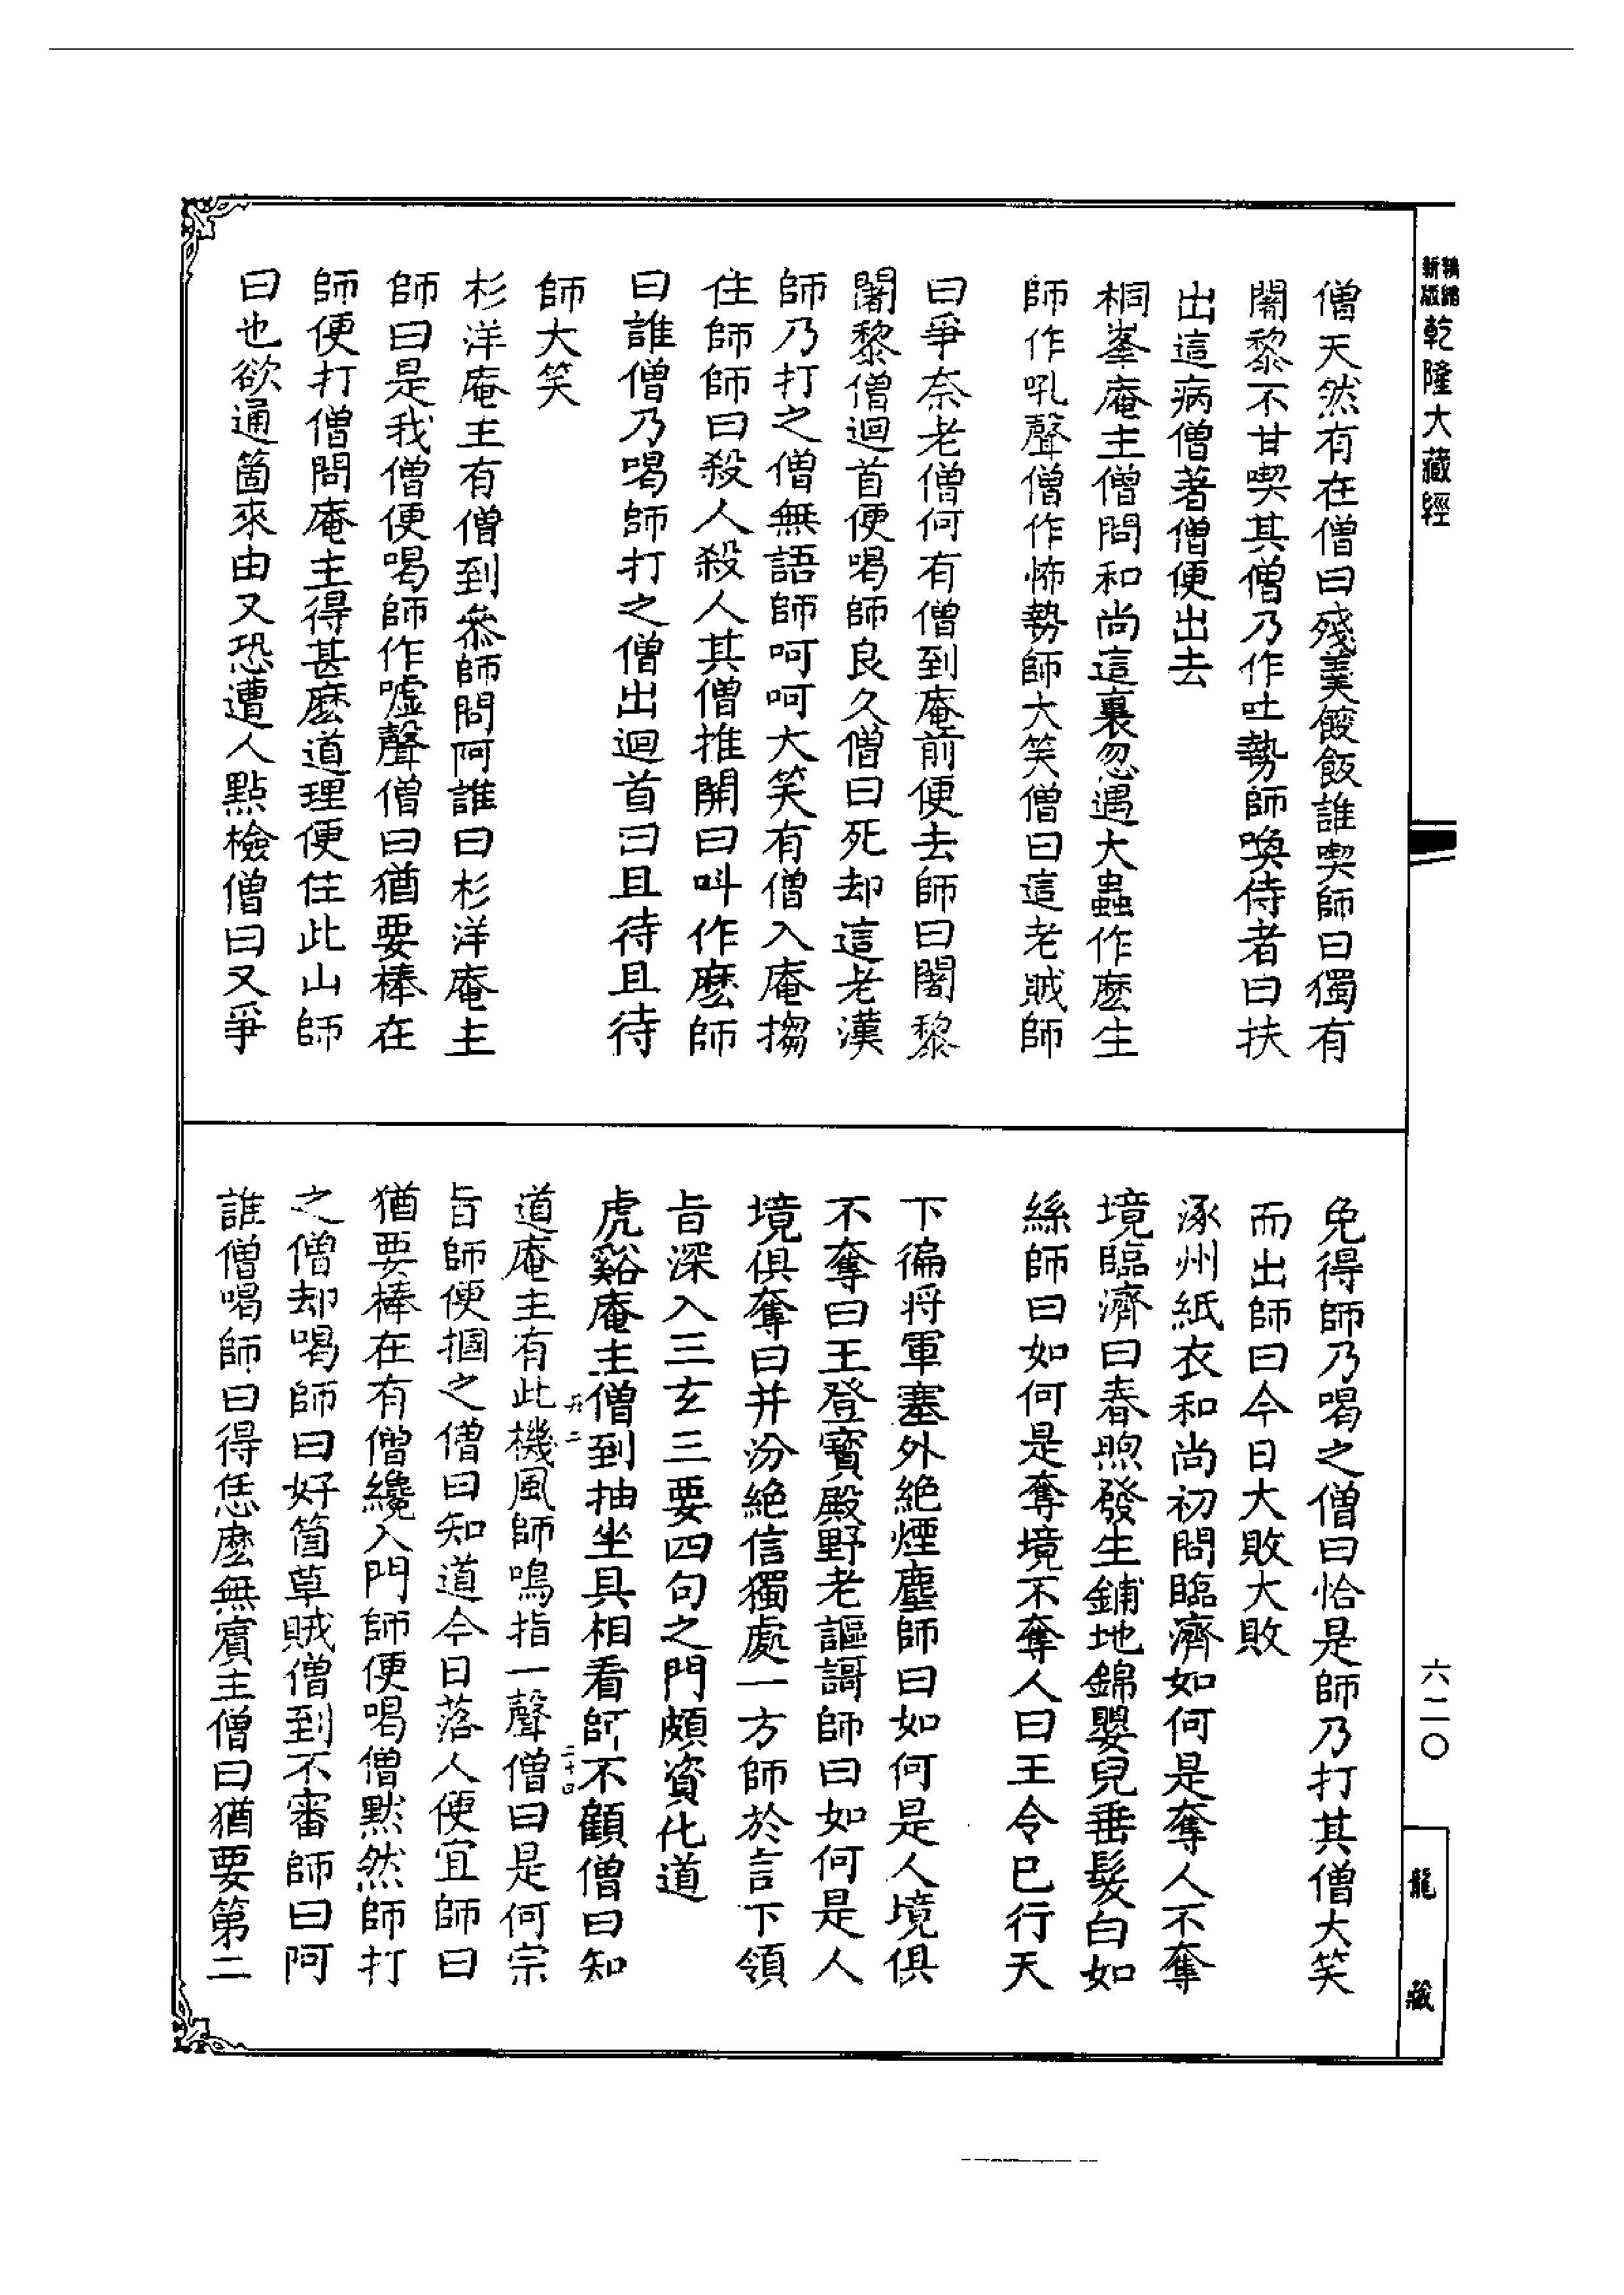 新版
精縮
乾隆大藏經
僧天然有在僧曰殘羹餿飯誰喫師曰獨有
闍黎不甘喫其僧乃作吐勢師喚侍者曰扶
出這病僧著僧便出去
桐峯庵主僧問和尚這裏忽遇大蟲作麽生
師作吼聲僧作怖勢師大笑僧曰這老賊師
曰爭奈老僧何有僧到庵前便去師曰闍黎
闍黎僧迴首便喝師良久僧曰死却這老漢
師乃打之僧無語師呵呵大笑有僧入庵搊
住師師曰殺人殺人其僧推開曰叫作麽師
曰誰僧乃喝師打之僧出迴首曰且待且待
師大笑
杉洋庵主有僧到叅師問阿誰曰杉洋庵主
師曰是我僧便喝師作噓聲僧曰猶要棒在
師便打僧問庵主得甚麽道理便住此山師
曰也欲通箇來由又恐遭人點檢僧曰又爭
免得師乃喝之僧曰恰是師乃打其僧大笑
而出師曰今日大敗大敗
涿州紙衣和尚初問臨濟如何是奪人不奪
境臨濟曰春煦發生鋪地錦嬰兒垂髮白如
絲師曰如何是奪境不奪人曰王令已行天
下徧將軍塞外絶煙塵師曰如何是人境俱
不奪曰王登寶殿野老謳謌師曰如何是人
境俱奪曰并汾絶信獨處一方師於言下領
旨深入三玄三要四句之門頗資化道
虎谿庵主僧到抽坐具相看師不顧僧曰知
道庵主有此機風師鳴指一聲僧曰是何宗
旨師便摑之僧曰知道今日落人便宜師曰
猶要棒在有僧纔入門師便喝僧默然師打
之僧却喝師曰好箇草賊僧到不審師曰阿
誰僧喝師曰得恁麽無賓主僧曰猶要第二
六二〇
龍藏